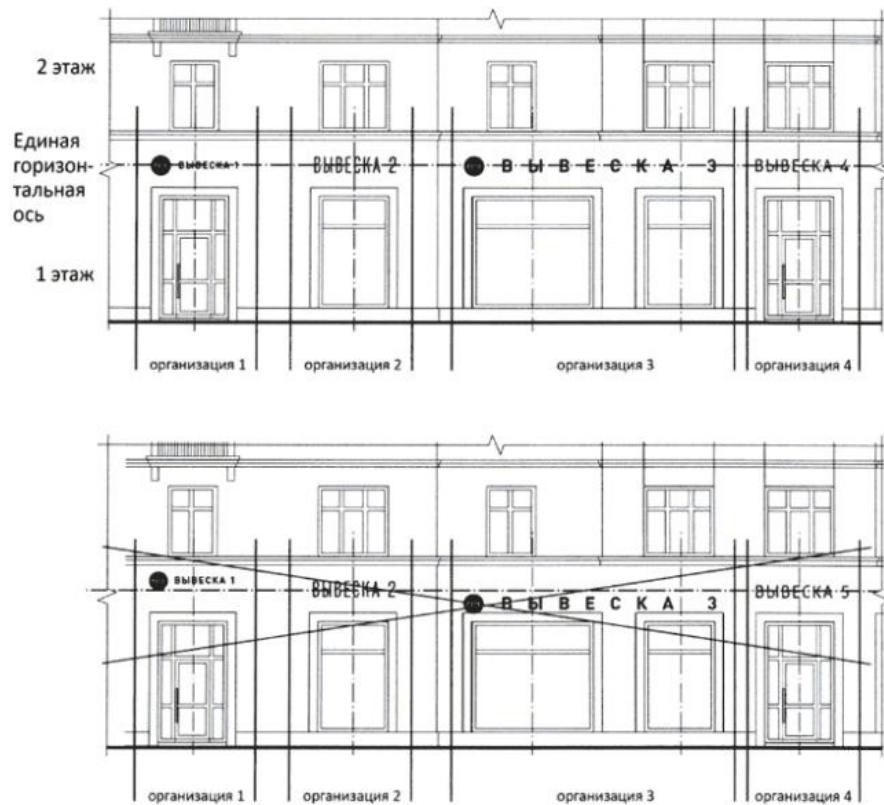 2 этаж
Единая
горизон-
тальная
ось
ВЫВЕСКА 1
ВЫВЕСКА 2
ВЫВЕСКА 3
ВЫВЕСКА 4
1 этаж
организация 1
организация 2
организация 3
организация 4
ВЫВЕСКА 1
ВЫВЕСКА 2
ВЫВЕСКА 3
ВЫВЕСКА 5
организация 1
организация 2
организация 3
организация 4